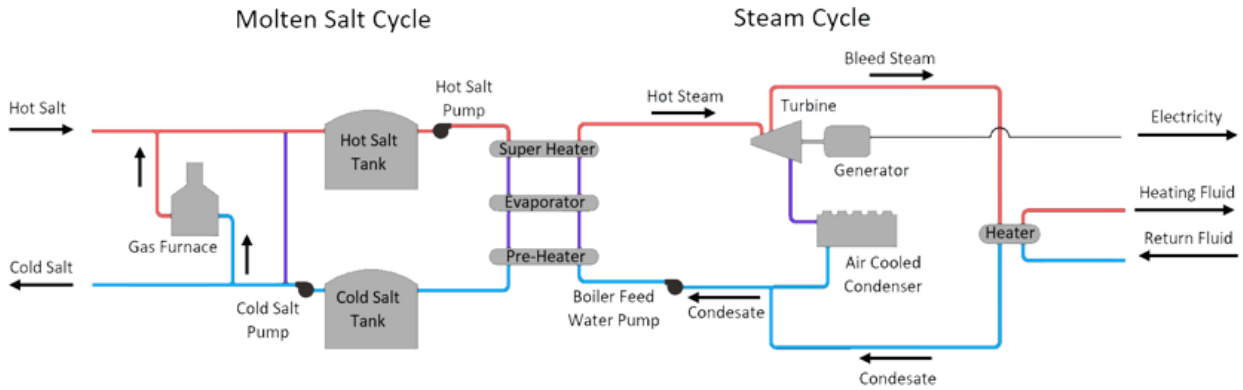 Molten Salt Cycle
Steam Cycle
Bleed Steam
Hot Salt
Hot Salt
Pump
Hot Steam
Turbine
Electricity
Hot Salt
Tank
Super Heater
Generator
Evaporator
Heating Fluid
Gas Furnace
Pre-Heater
Heater
Return Fluid
Cold Salt
Air Cooled
Condenser
Cold Salt
Pump
Cold Salt
Tank
Boiler Feed
Water Pump
Condesate
Condesate